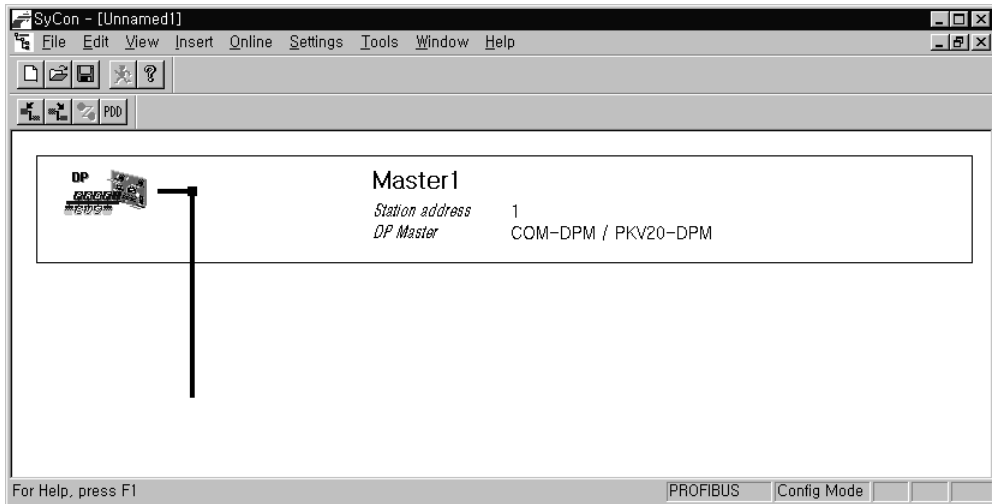 SyCon - [Unnamed1]
File Edit View Insert Online Settings Tools Window Help
PDD
DP
Master1
Station address 1
DP Master COM-DPM / PKV20-DPM
For Help, press F1 PROFIBUS Config Mode